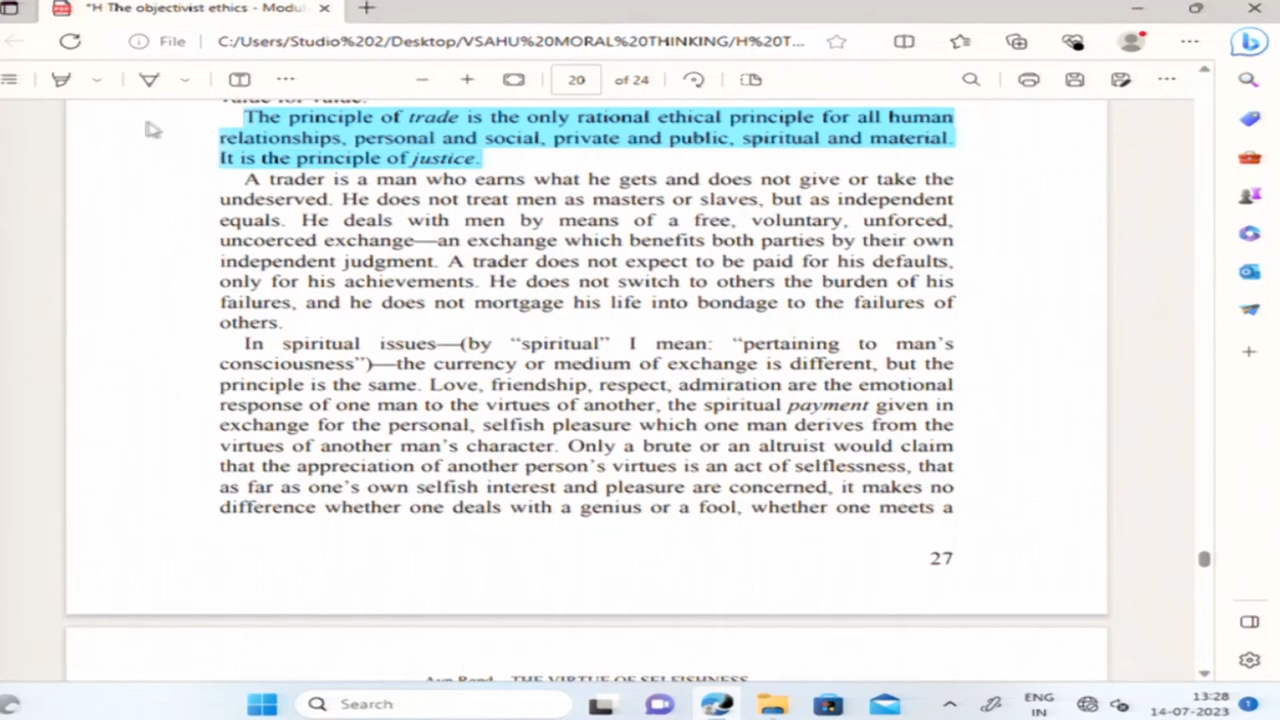 *H The objectivist ethics - Modu
File
C:/Users/Studio%202/Desktop/VSAHU%20MORAL%20THINKING/H%20T...
20 of 24
value for value.
The principle of trade is the only rational ethical principle for all human
relationships, personal and social, private and public, spiritual and material.
It is the principle of justice.
A trader is a man who earns what he gets and does not give or take the
undeserved. He does not treat men as masters or slaves, but as independent
equals. He deals with men by means of a free, voluntary, unforced,
uncoerced exchange—an exchange which benefits both parties by their own
independent judgment. A trader does not expect to be paid for his defaults,
only for his achievements. He does not switch to others the burden of his
failures, and he does not mortgage his life into bondage to the failures of
others.
In spiritual issues—(by “spiritual” I mean: “pertaining to man’s
consciousness”)—the currency or medium of exchange is different, but the
principle is the same. Love, friendship, respect, admiration are the emotional
response of one man to the virtues of another, the spiritual payment given in
exchange for the personal, selfish pleasure which one man derives from the
virtues of another man’s character. Only a brute or an altruist would claim
that the appreciation of another person’s virtues is an act of selflessness, that
as far as one’s own selfish interest and pleasure are concerned, it makes no
difference whether one deals with a genius or a fool, whether one meets a
27
Ayn Rand THE VIRTUE OF SELFISHNESS
Search
ENG
IN
13:28
14-07-2023